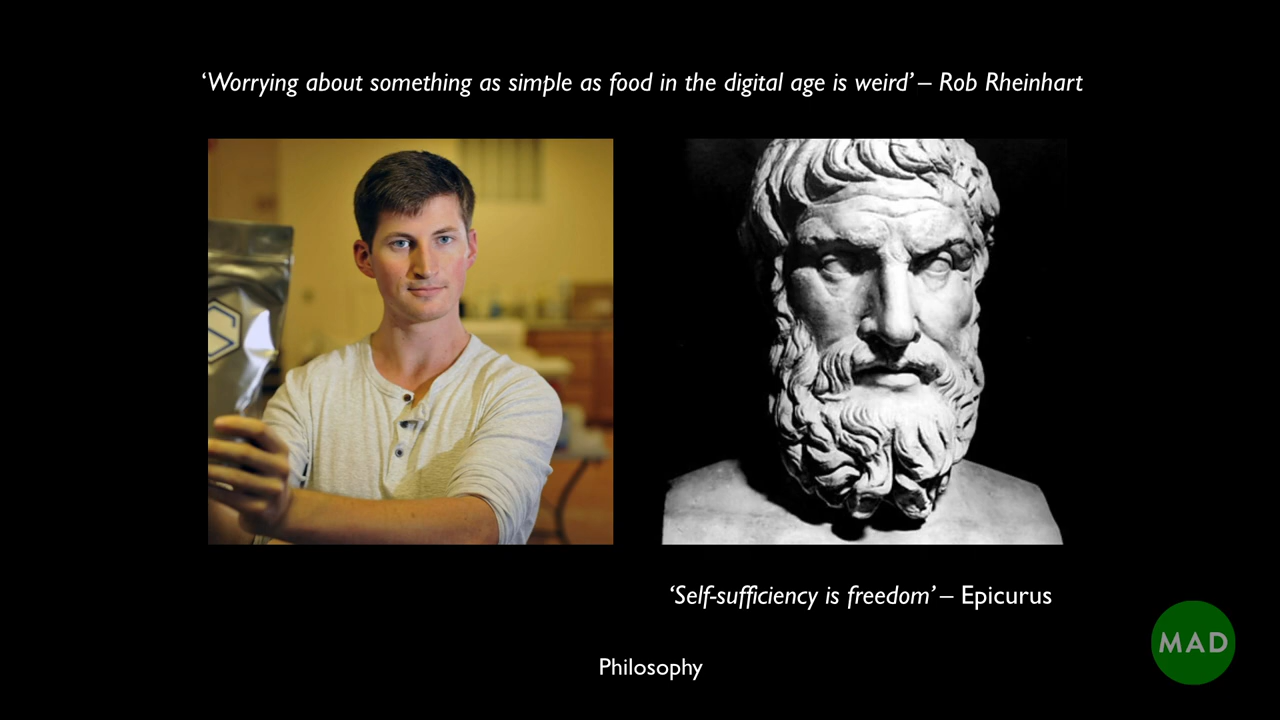 ‘Worrying about something as simple as food in the digital age is weird’ – Rob Rheinhart
S
‘Self-sufficiency is freedom’ – Epicurus
MAD
Philosophy